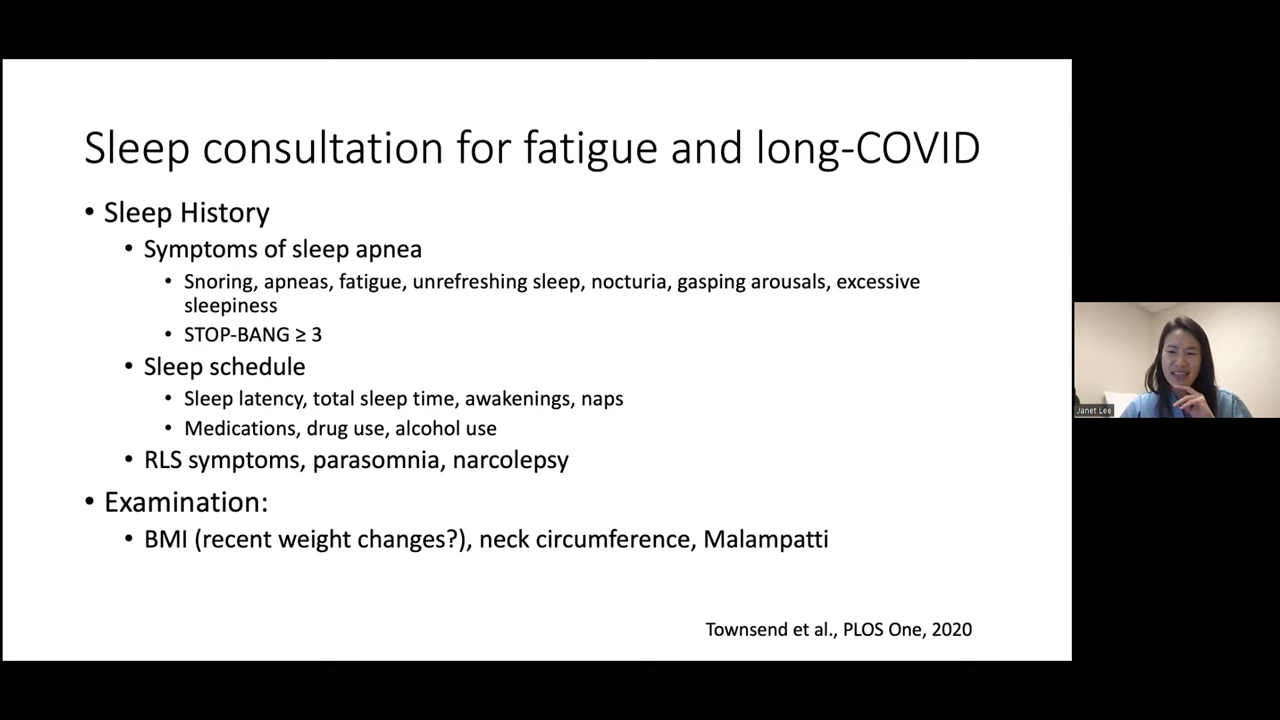 Sleep consultation for fatigue and long-COVID
• Sleep History
• Symptoms of sleep apnea
• Snoring, apneas, fatigue, unrefreshing sleep, nocturia, gasping arousals, excessive
sleepiness
• STOP-BANG ≥ 3
• Sleep schedule
• Sleep latency, total sleep time, awakenings, naps
• Medications, drug use, alcohol use
• RLS symptoms, parasomnia, narcolepsy
• Examination:
• BMI (recent weight changes?), neck circumference, Malampatti
Townsend et al., PLOS One, 2020
Janet Lee